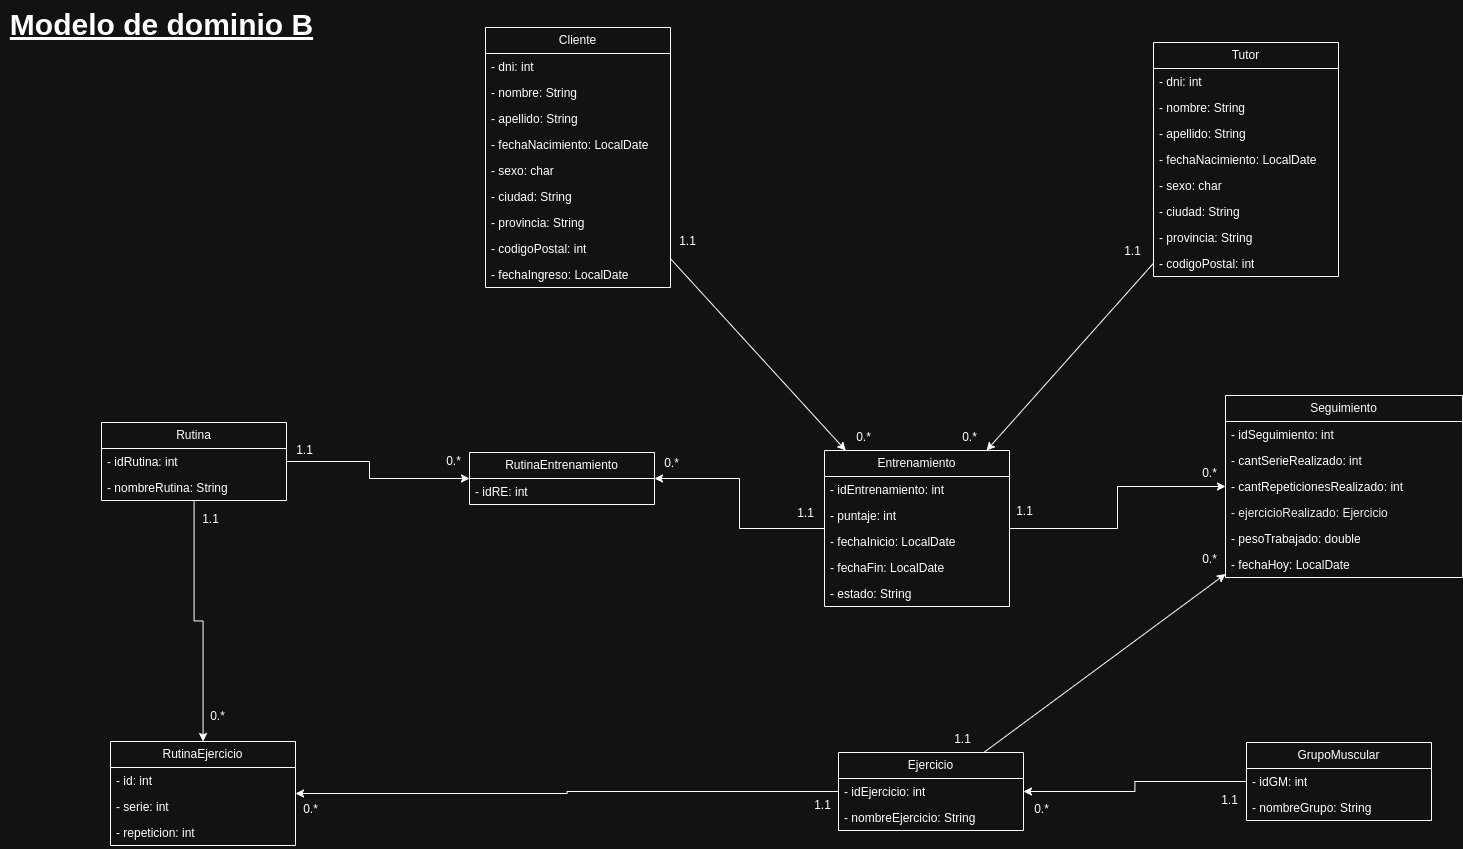 Modelo de dominio B
Cliente
- dni: int
- nombre: String
- apellido: String
- fechaNacimiento: LocalDate
- sexo: char
- ciudad: String
- provincia: String
- codigoPostal: int
- fechaIngreso: LocalDate
1.1
0.*
Tutor
- dni: int
- nombre: String
- apellido: String
- fechaNacimiento: LocalDate
- sexo: char
- ciudad: String
- provincia: String
- codigoPostal: int
1.1
0.*
Rutina
- idRutina: int
- nombreRutina: String
1.1
0.*
1.1
0.*
RutinaEntrenamiento
- idRE: int
0.*
1.1
Entrenamiento
- idEntrenamiento: int
- puntaje: int
- fechaInicio: LocalDate
- fechaFin: LocalDate
- estado: String
1.1
0.*
Seguimiento
- idSeguimiento: int
- cantSerieRealizado: int
- cantRepeticionesRealizado: int
- ejercicioRealizado: Ejercicio
- pesoTrabajado: double
- fechaHoy: LocalDate
0.*
1.1
RutinaEjercicio
- id: int
- serie: int
- repeticion: int
0.*
1.1
Ejercicio
- idEjercicio: int
- nombreEjercicio: String
0.*
1.1
GrupoMuscular
- idGM: int
- nombreGrupo: String